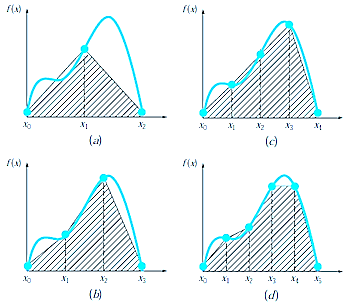 f(x)
x₀ x₁ x₂
(a)
f(x)
x₀ x₁ x₂ x₃ x₄
(c)
f(x)
x₀ x₁ x₂ x₃
(b)
f(x)
x₀ x₁ x₂ x₃ x₄ x₅
(d)